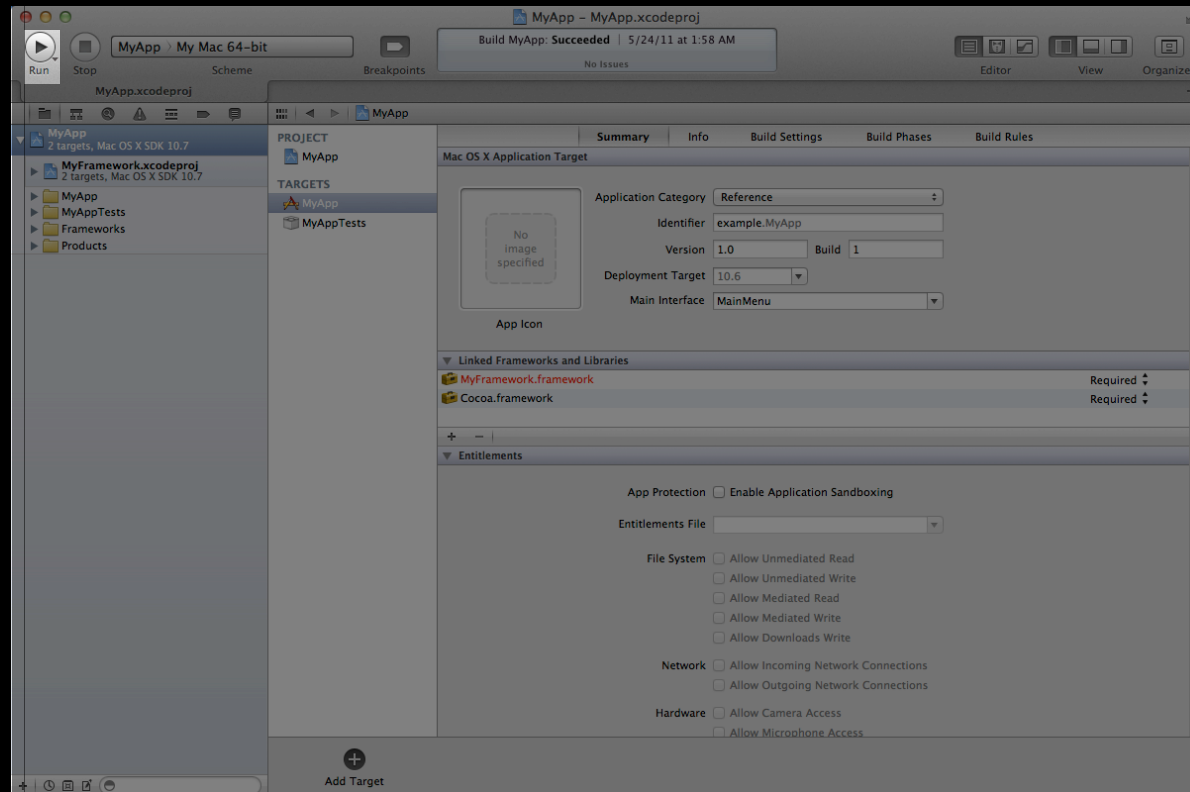 MyApp – MyApp.xcodeproj
MyApp My Mac 64-bit
Build MyApp: Succeeded | 5/24/11 at 1:58 AM
No Issues
Run Stop Scheme Breakpoints Editor View
MyApp.xcodeproj
MyApp
MyApp
2 targets, Mac OS X SDK 10.7
MyFramework.xcodeproj
2 targets, Mac OS X SDK 10.7
MyApp
MyAppTests
Frameworks
Products
PROJECT
MyApp
TARGETS
MyApp
MyAppTests
Summary Info Build Settings Build Phases Build Rules
Mac OS X Application Target
No
image
specified
App Icon
Application Category Reference
Identifier example.MyApp
Version 1.0 Build 1
Deployment Target 10.6
Main Interface MainMenu
Linked Frameworks and Libraries
MyFramework.framework Required
Cocoa.framework Required
Entitlements
App Protection Enable Application Sandboxing
Entitlements File
File System Allow Unmediated Read
Allow Unmediated Write
Allow Mediated Read
Allow Mediated Write
Allow Downloads Write
Network Allow Incoming Network Connections
Allow Outgoing Network Connections
Hardware Allow Camera Access
Allow Microphone Access
Add Target